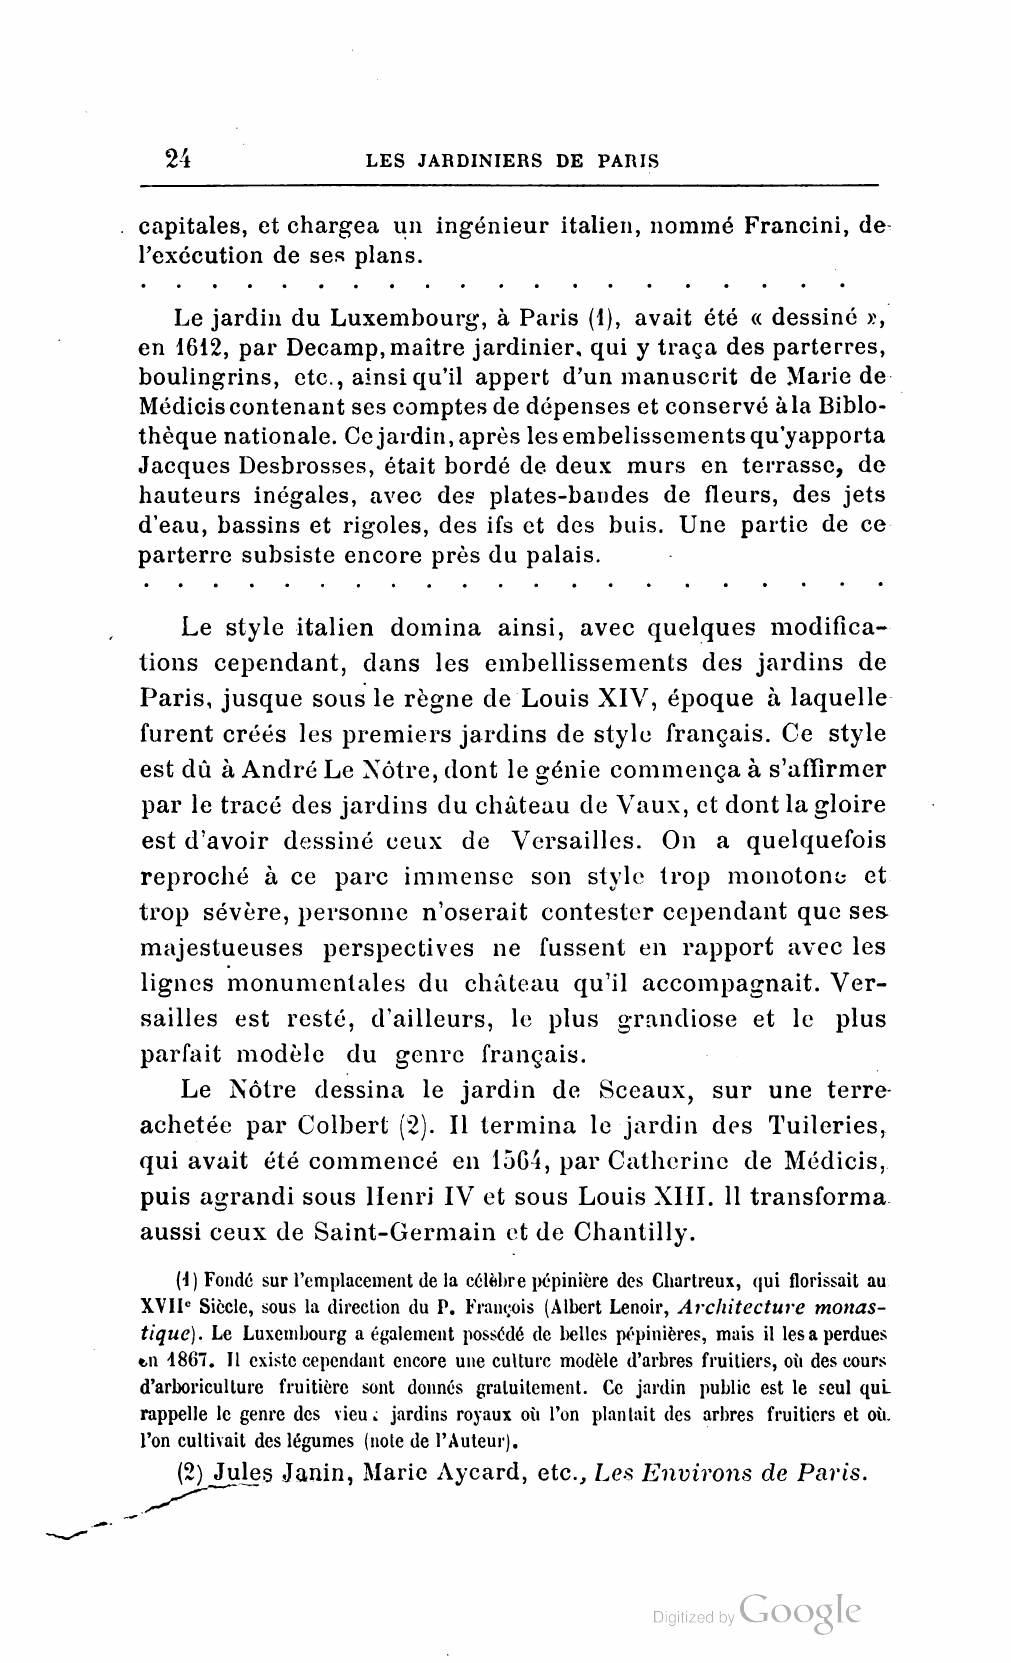 24 LES JARDINIERS DE PARIS
capitales, et chargea un ingénieur italien, nommé Francini, de
l'exécution de ses plans.
. . . . . . . . . . . . . . . . . . . . .
Le jardin du Luxembourg, à Paris (1), avait été « dessiné »,
en 1612, par Decamp, maître jardinier, qui y traça des parterres,
boulingrins, etc., ainsi qu'il appert d'un manuscrit de Marie de
Médicis contenant ses comptes de dépenses et conservé à la Biblo-
thèque nationale. Ce jardin, après les embelissements qu'y apporta
Jacques Desbrosses, était bordé de deux murs en terrasse, de
hauteurs inégales, avec des plates-bandes de fleurs, des jets
d'eau, bassins et rigoles, des ifs et des buis. Une partie de ce
parterre subsiste encore près du palais.
. . . . . . . . . . . . . . . . . . . . . .
Le style italien domina ainsi, avec quelques modifica-
tions cependant, dans les embellissements des jardins de
Paris, jusque sous le règne de Louis XIV, époque à laquelle
furent créés les premiers jardins de style français. Ce style
est dû à André Le Nôtre, dont le génie commença à s'affirmer
par le tracé des jardins du château de Vaux, et dont la gloire
est d'avoir dessiné ceux de Versailles. On a quelquefois
reproché à ce parc immense son style trop monotone et
trop sévère, personne n'oserait contester cependant que ses
majestueuses perspectives ne fussent en rapport avec les
lignes monumentales du château qu'il accompagnait. Ver-
sailles est resté, d'ailleurs, le plus grandiose et le plus
parfait modèle du genre français.
Le Nôtre dessina le jardin de Sceaux, sur une terre
achetée par Colbert (2). Il termina le jardin des Tuileries,
qui avait été commencé en 1564, par Catherine de Médicis,
puis agrandi sous Henri IV et sous Louis XIII. Il transforma
aussi ceux de Saint-Germain et de Chantilly.
(1) Fondé sur l'emplacement de la célèbre pépinière des Chartreux, qui florissait au
XVIIe Siècle, sous la direction du P. François (Albert Lenoir, Architecture monas-
tique). Le Luxembourg a également possédé de belles pépinières, mais il les a perdues
en 1867. Il existe cependant encore une culture modèle d'arbres fruitiers, où des cours
d'arboriculture fruitière sont donnés gratuitement. Ce jardin public est le seul qui
rappelle le genre des vieux jardins royaux où l'on plantait des arbres fruitiers et où
l'on cultivait des légumes (note de l'Auteur).
(2) Jules Janin, Marie Aycard, etc., Les Environs de Paris.
Digitized by Google